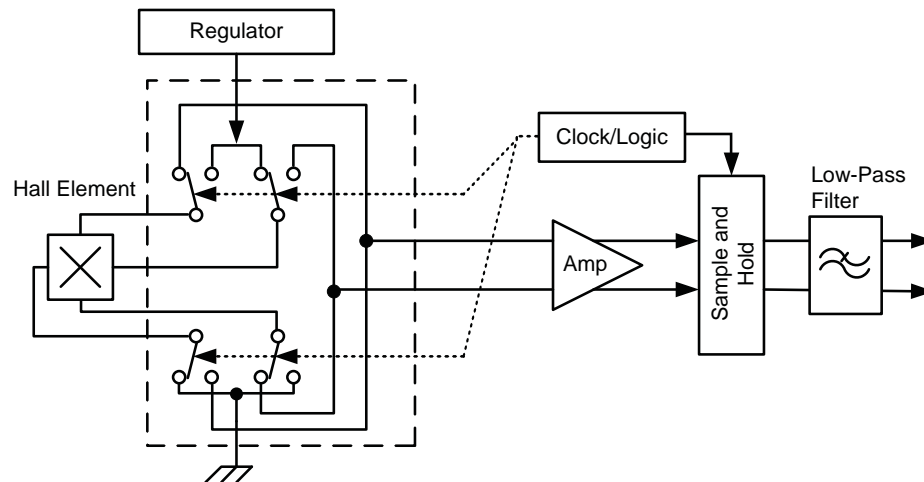 Regulator
Clock/Logic
Hall Element
Low-Pass
Filter
Amp
Sample and
Hold